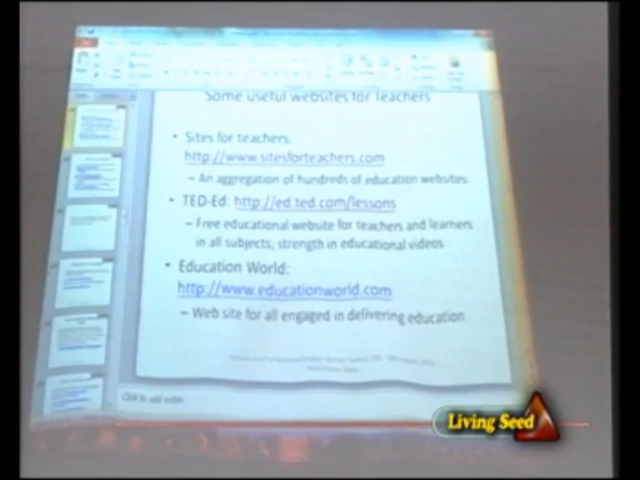 Some useful websites for Teachers
• Sites for teachers:
http://www.sitesforteachers.com
– An aggregation of hundreds of education websites
• TED-Ed: http://ed.ted.com/lessons
– Free educational website for teachers and learners
in all subjects; strength in educational videos
• Education World:
http://www.educationworld.com
– Web site for all engaged in delivering education
Click to add notes
Living Seed